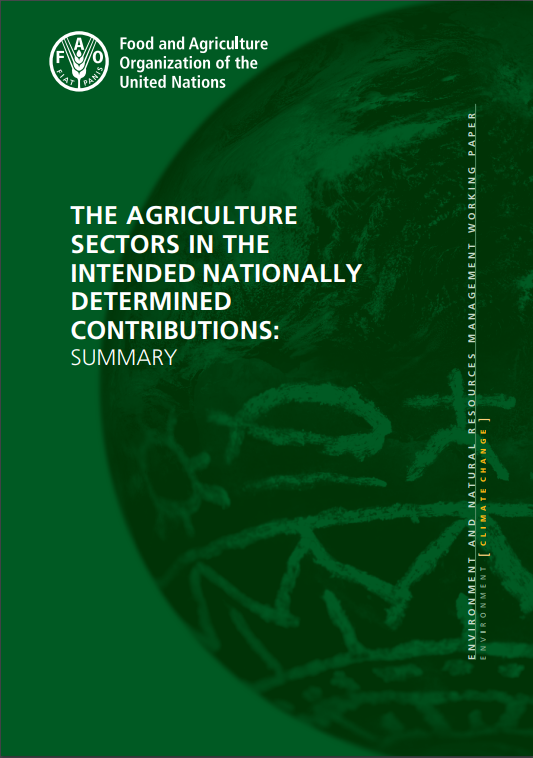 FAO
FIAT PANIS
Food and Agriculture
Organization of the
United Nations
THE AGRICULTURE
SECTORS IN THE
INTENDED NATIONALLY
DETERMINED
CONTRIBUTIONS:
SUMMARY
ENVIRONMENT AND NATURAL RESOURCES MANAGEMENT WORKING PAPER
ENVIRONMENT [ CLIMATE CHANGE ]